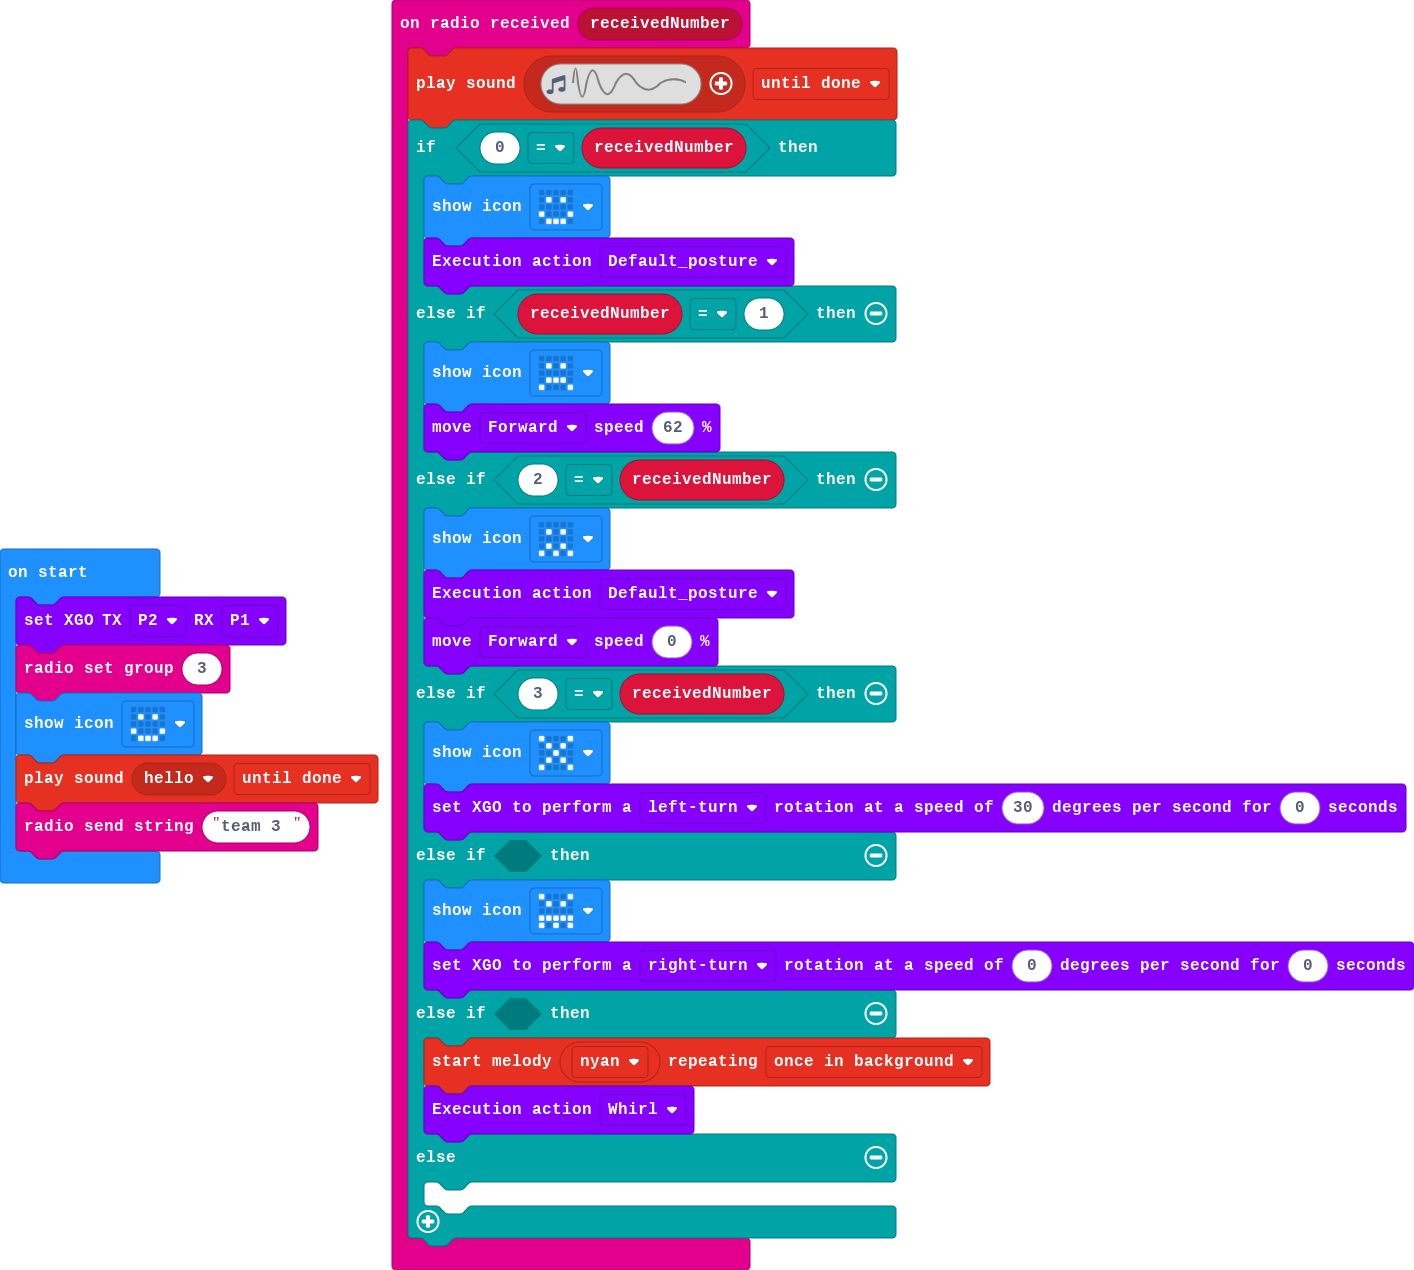 on radio received receivedNumber
play sound until done
if 0 = receivedNumber then
show icon
Execution action Default_posture
else if receivedNumber = 1 then
show icon
move Forward speed 62 %
else if 2 = receivedNumber then
show icon
Execution action Default_posture
move Forward speed 0 %
else if 3 = receivedNumber then
show icon
set XGO to perform a left-turn rotation at a speed of 30 degrees per second for 0 seconds
else if then
show icon
set XGO to perform a right-turn rotation at a speed of 0 degrees per second for 0 seconds
else if then
start melody nyan repeating once in background
Execution action Whirl
else
on start
set XGO TX P2 RX P1
radio set group 3
show icon
play sound hello until done
radio send string "team 3 "